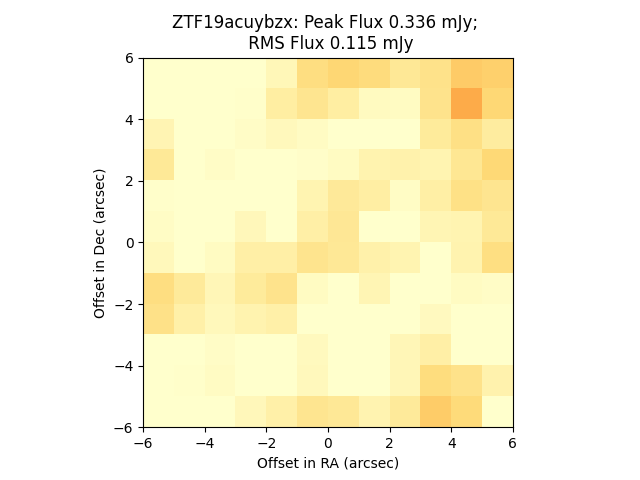 ZTF19acuybzx: Peak Flux 0.336 mJy;
RMS Flux 0.115 mJy
6
4
2
0
−2
−4
−6
Offset in Dec (arcsec)
−6 −4 −2 0 2 4 6
Offset in RA (arcsec)